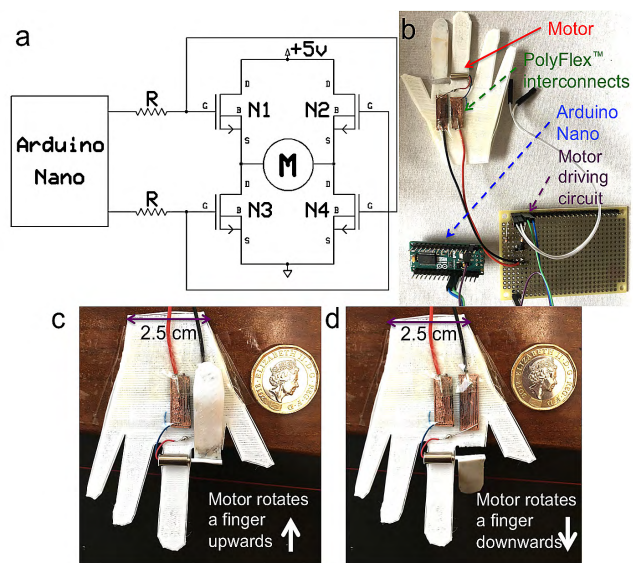 a
+5v
R
G
D
B
S
N1
N2
D
B
S
G
Arduino
Nano
M
R
G
D
B
S
N3
N4
D
B
S
G
b
Motor
PolyFlex™
interconnects
Arduino
Nano
Motor
driving
circuit
c
2.5 cm
Motor rotates
a finger
upwards
d
2.5 cm
Motor rotates
a finger
downwards